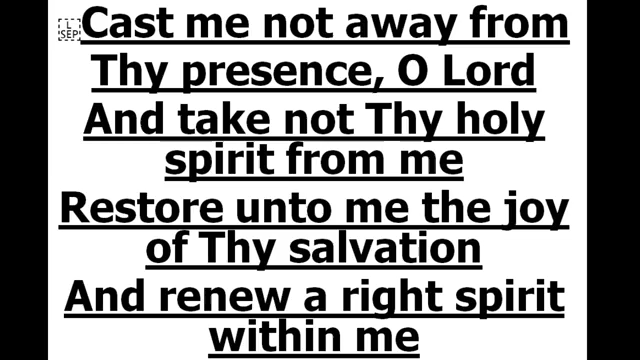 Cast me not away from
Thy presence, O Lord
And take not Thy holy
spirit from me
Restore unto me the joy
of Thy salvation
And renew a right spirit
within me